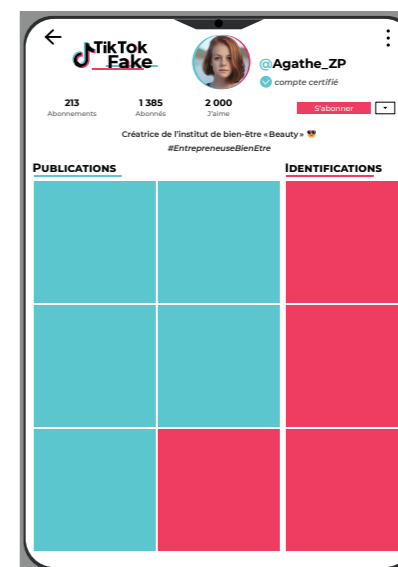 TikTok
Fake
@Agathe_ZP
compte certifié
213 1 385 2 000
Abonnements Abonnés J'aime
S'abonner
Créatrice de l'institut de bien-être « Beauty » 😎
#EntrepreneuseBienEtre
PUBLICATIONS IDENTIFICATIONS